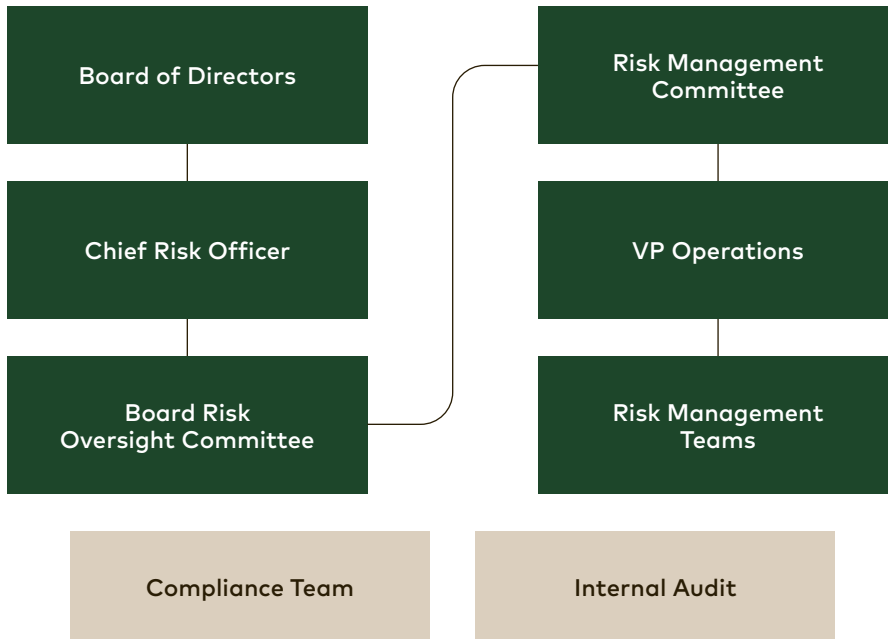 Board of Directors
Chief Risk Officer
Board Risk
Oversight Committee
Risk Management
Committee
VP Operations
Risk Management
Teams
Compliance Team
Internal Audit